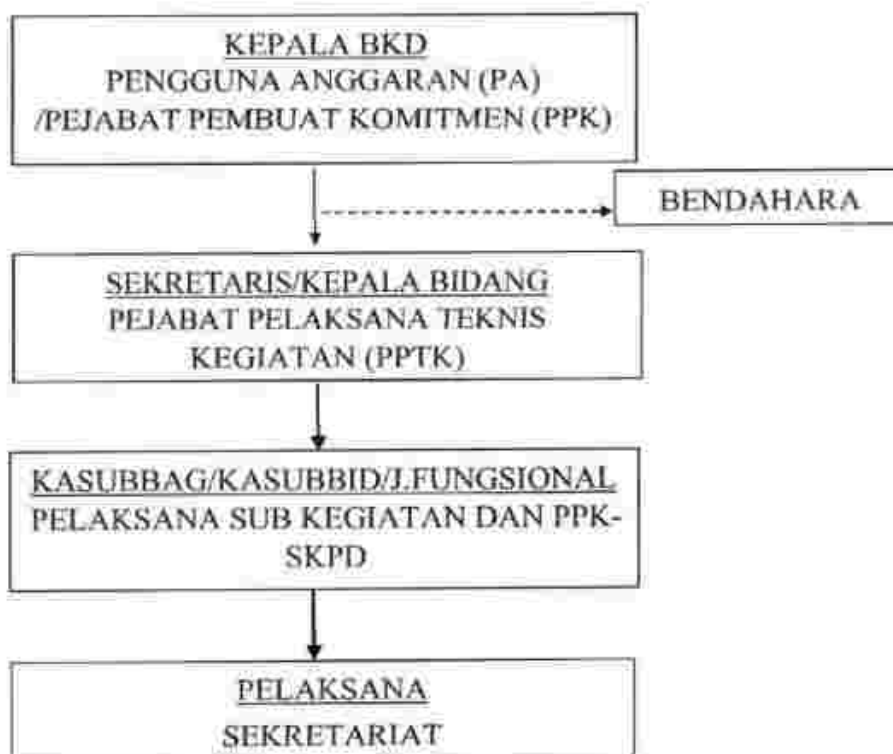 KEPALA BKD
PENGGUNA ANGGARAN (PA)
/PEJABAT PEMBUAT KOMITMEN (PPK)
BENDAHARA
SEKRETARIS/KEPALA BIDANG
PEJABAT PELAKSANA TEKNIS
KEGIATAN (PPTK)
KASUBBAG/KASUBBID/J.FUNGSIONAL
PELAKSANA SUB KEGIATAN DAN PPK-
SKPD
PELAKSANA
SEKRETARIAT